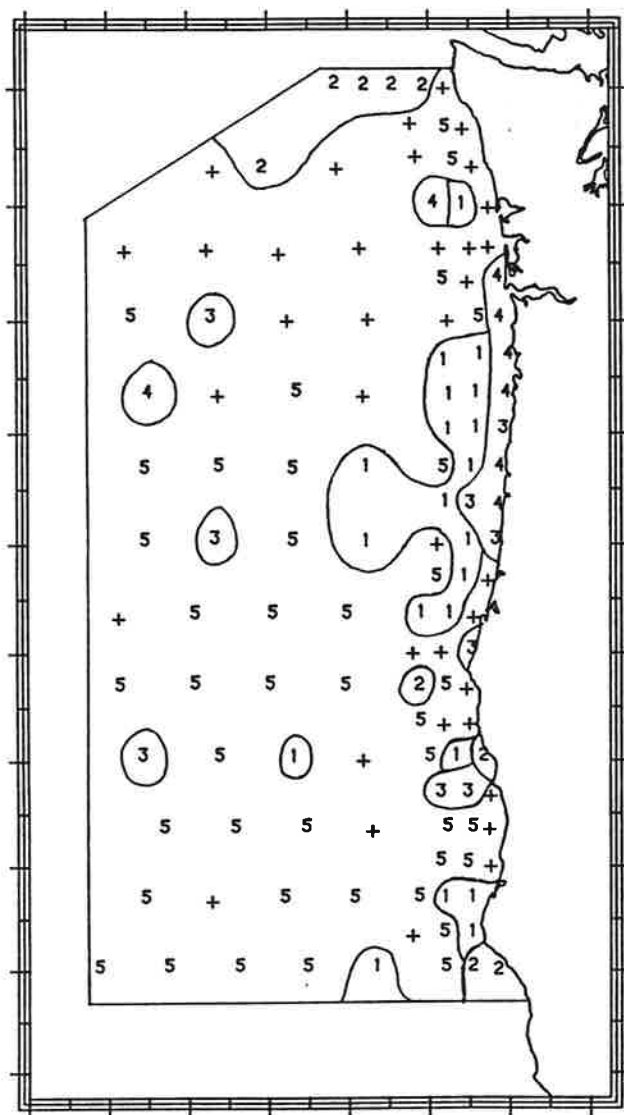 2 2 2 2 +
+ 5 +
+ 5 +
+ 2 +
4 1 +
+ + + + + + +
5 + 4
5 3 + + + 5 4
1 1 4
4 + 5 + 1 1 4
1 1 3
5 5 5 1 5 1 4
1 3 4
5 3 5 1 + 1 3
5 1 +
+ 5 5 5 1 1 +
+ + 3
5 5 5 5 2 5 +
5 + +
3 5 1 + 5 1 2
3 3 +
5 5 5 + 5 5 +
5 5 +
5 + 5 5 5 1 1
+ 5 1
5 5 5 5 1 5 2 2